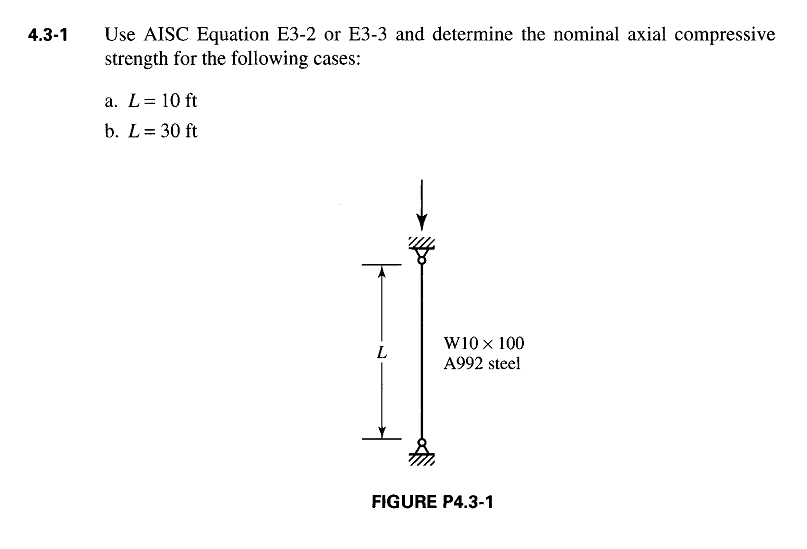 4.3-1 Use AISC Equation E3-2 or E3-3 and determine the nominal axial compressive
strength for the following cases:
a. L = 10 ft
b. L = 30 ft
L
W10 × 100
A992 steel
FIGURE P4.3-1